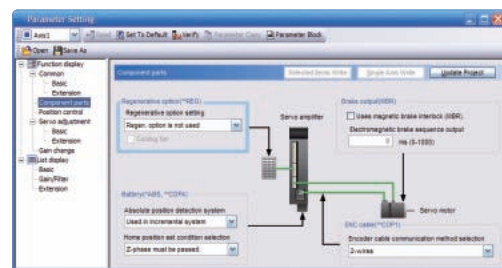 Parameter Setting
Axis1 Read Set To Default Verify Parameter Copy Parameter Block
Open Save As
Function display
Common
Basic
Extension
Component parts
Position control
Servo adjustment
Basic
Extension
Gain change
List display
Basic
Gain/Filter
Extension
Component parts
Selected Items Write Single Axis Write Update Project
Regenerative option(**REG)
Regenerative option setting
Regen. option is not used
Cooling fan
Servo amplifier
Brake output(MBR)
Uses magnetic brake interlock (MBR).
Electromagnetic brake sequence output
0 ms (0-1000)
Battery(*ABS, **COP4)
Absolute position detection system
Used in incremental system
Home position set condition selection
Z-phase must be passed.
Servo motor
ENC cable(**COP1)
Encoder cable communication method selection
2-wires